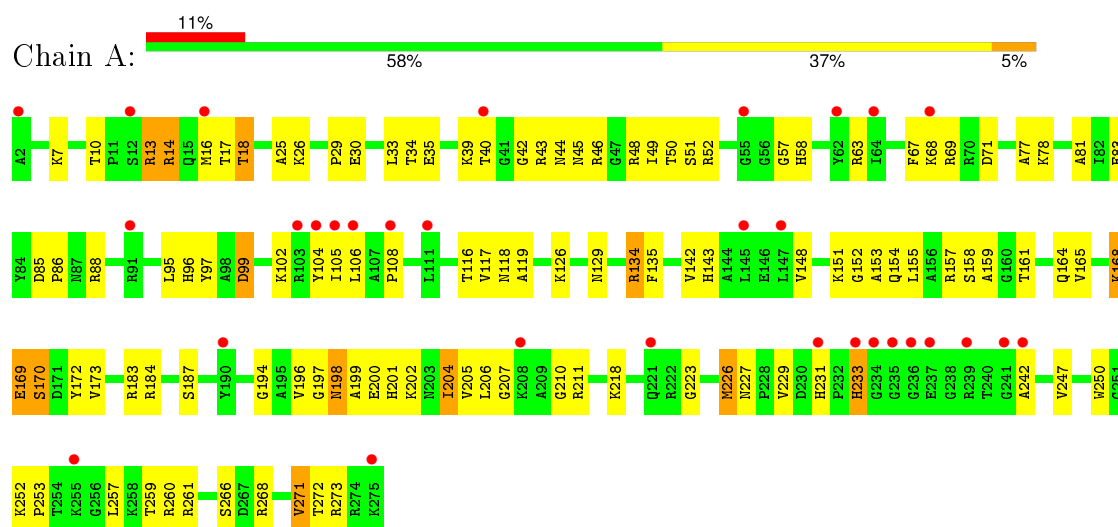 11%
Chain A:
58% 37% 5%
A2 K7 T10 P11 S12 R13 R14 Q15 M16 T17 T18 A25 K26 P29 E30 L33 T34 E35 K39 T40 G41 G42 R43 N44 N45 R46 G47 R48 I49 T50 S51 R52 G55 G56 G57 H58 Y62 R63 I64 F67 K68 R69 R70 D71 A77 K78 A81 I82
Y84 D85 P86 N87 R88 R91 L95 H96 Y97 A98 D99 K102 R103 Y104 I105 L106 A107 P108 L111 T116 V117 N118 A119 K126 N129 R134 F135 V142 H143 A144 L145 E146 L147 V148 K151 G152 A153 Q154 L155 A156 R157 S158 A159 G160 T161 Q164 V165 K168
E169 S170 D171 Y172 V173 R183 R184 S187 Y190 G194 A195 V196 G197 N198 A199 E200 H201 K202 N203 I204 V205 L206 G207 K208 A209 G210 R211 K218 Q221 R222 G223 M226 N227 P228 V229 D230 H231 P232 H233 G234 G235 G236 E237 G238 R239 T240 G241 A242 V247 W250
K252 P253 T254 K255 G256 L257 K258 T259 R260 R261 S266 D267 R268 V271 T272 R273 R274 K275